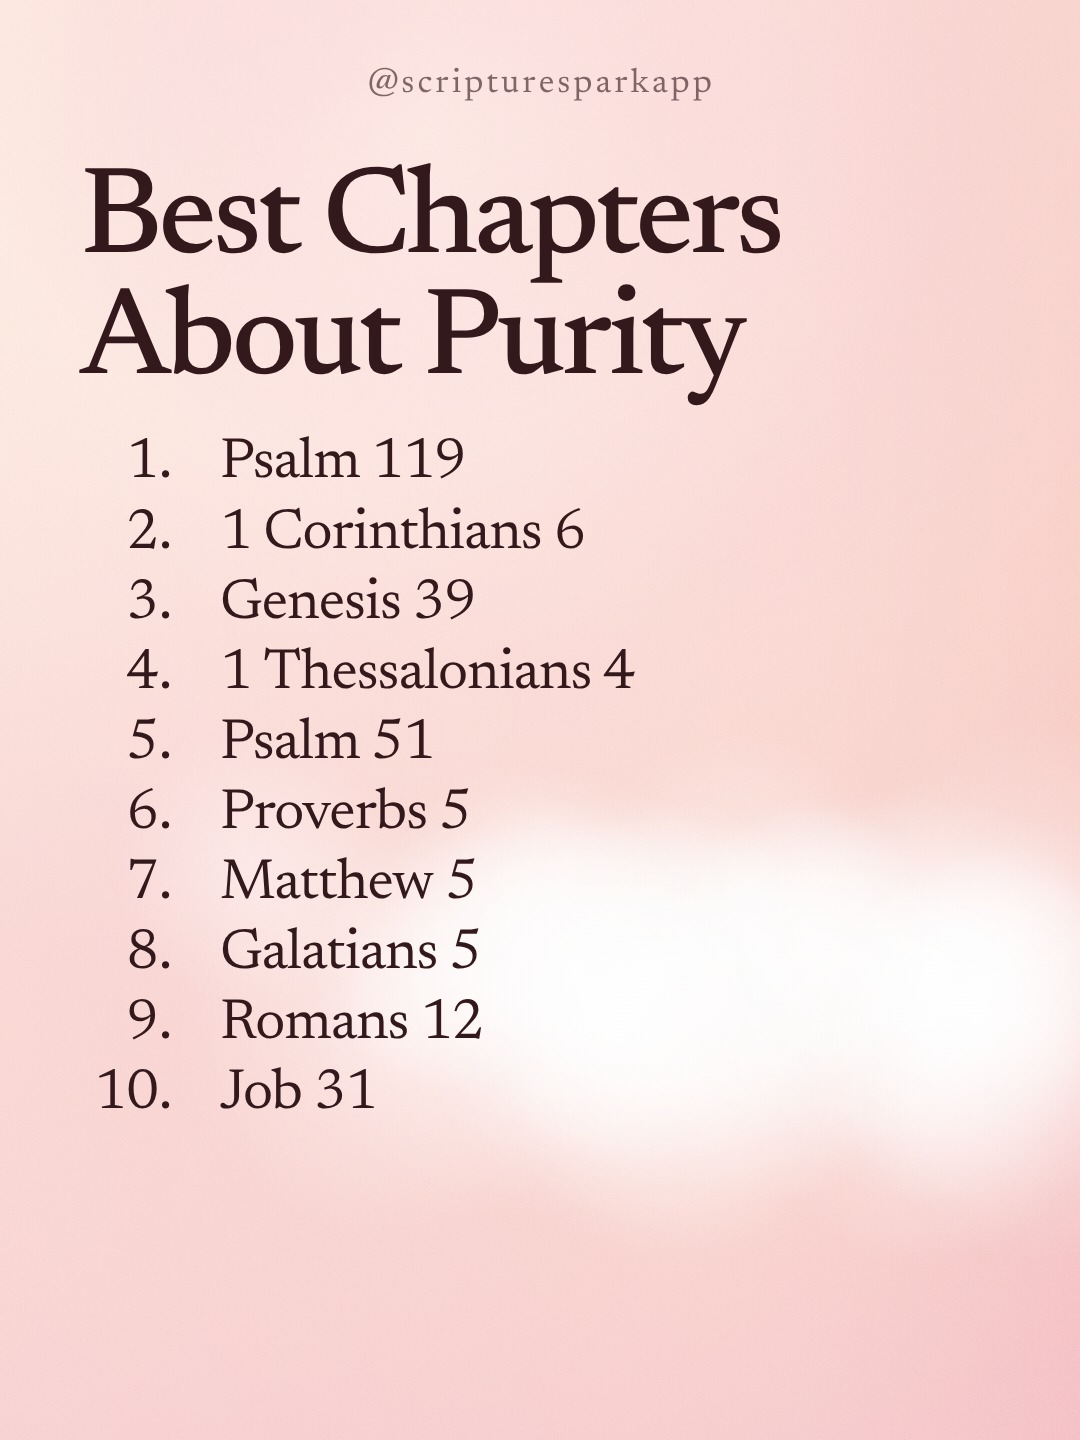 @scripturesparkapp
Best Chapters
About Purity
1. Psalm 119
2. 1 Corinthians 6
3. Genesis 39
4. 1 Thessalonians 4
5. Psalm 51
6. Proverbs 5
7. Matthew 5
8. Galatians 5
9. Romans 12
10. Job 31